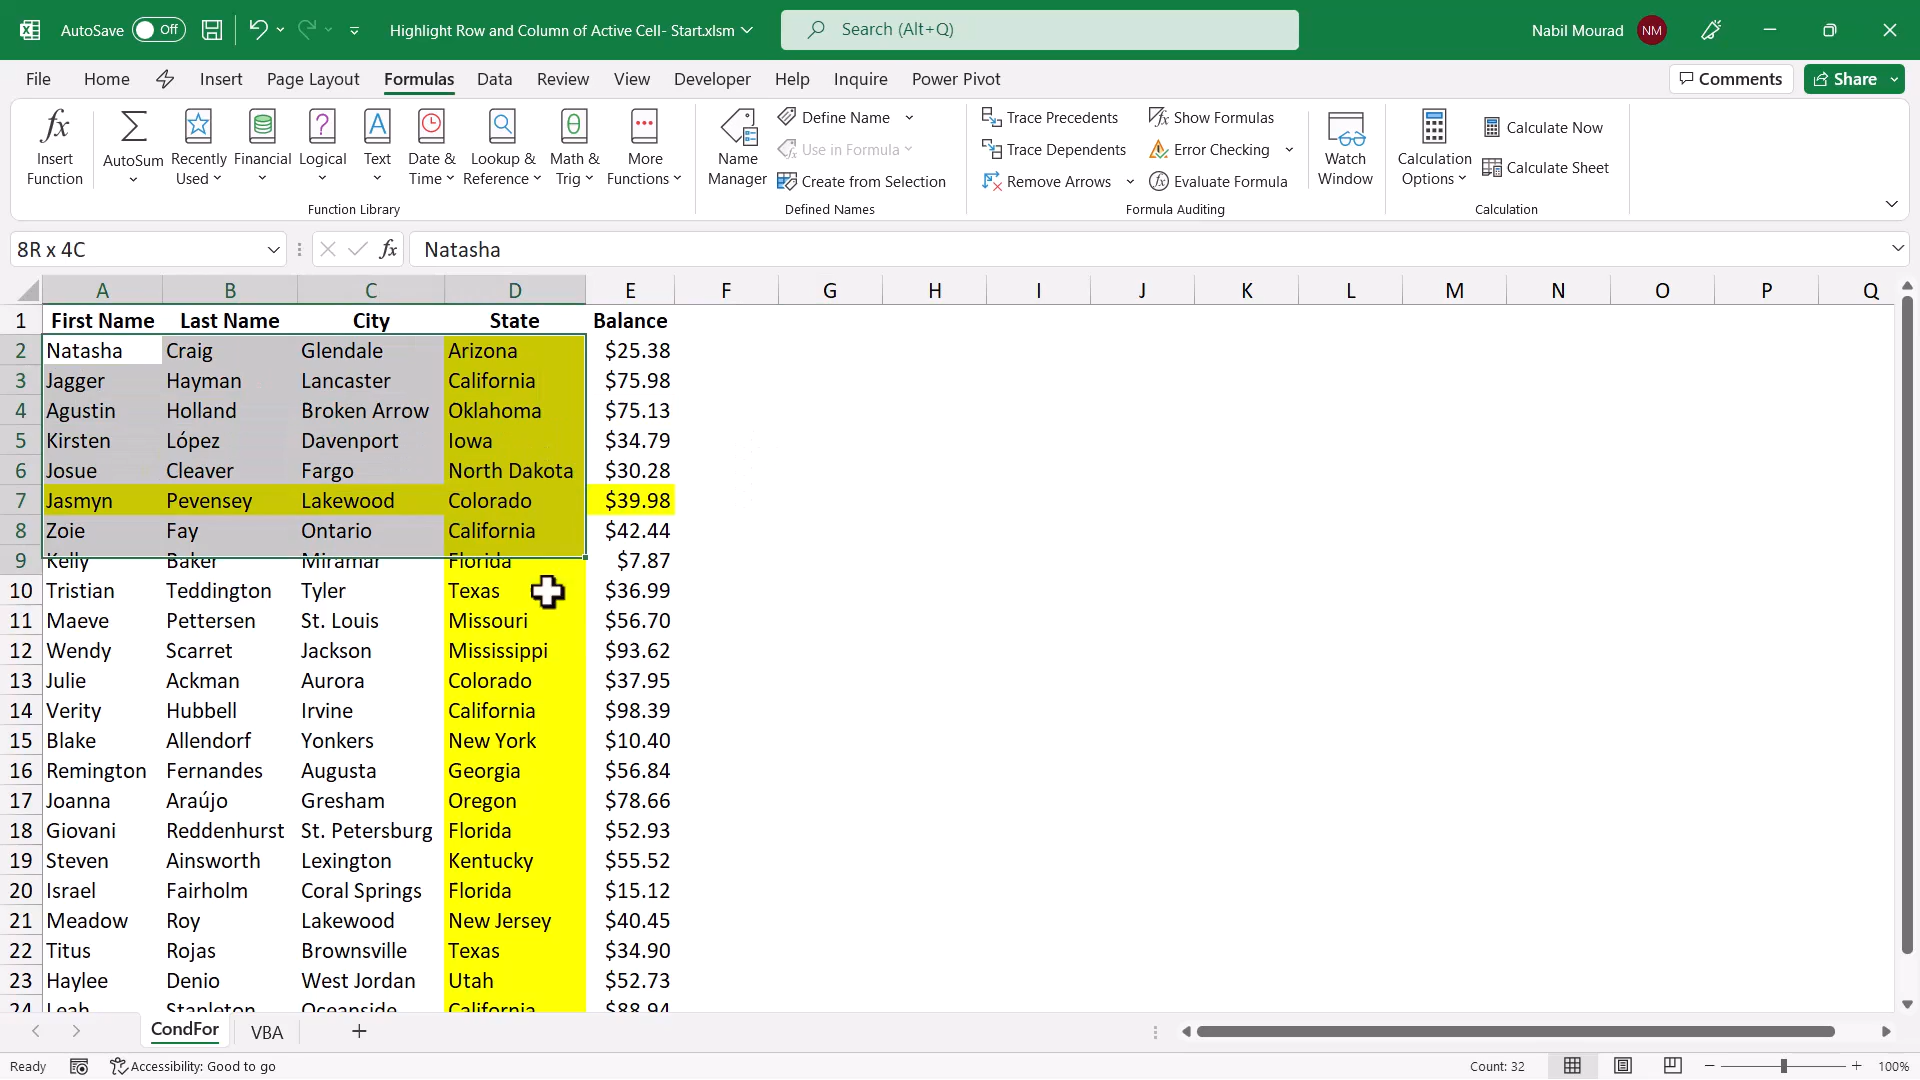 AutoSave Off Highlight Row and Column of Active Cell- Start.xlsm Search (Alt+Q) Nabil Mourad NM
File Home Insert Page Layout Formulas Data Review View Developer Help Inquire Power Pivot Comments Share
Insert Function
AutoSum
Recently Used
Financial
Logical
Text
Date & Time
Lookup & Reference
Math & Trig
More Functions
Function Library
Name Manager
Define Name
Use in Formula
Create from Selection
Defined Names
Trace Precedents
Trace Dependents
Remove Arrows
Show Formulas
Error Checking
Evaluate Formula
Formula Auditing
Watch Window
Calculation Options
Calculate Now
Calculate Sheet
Calculation
8R x 4C fx Natasha
A B C D E F G H I J K L M N O P Q
1 First Name Last Name City State Balance
2 Natasha Craig Glendale Arizona $25.38
3 Jagger Hayman Lancaster California $75.98
4 Agustin Holland Broken Arrow Oklahoma $75.13
5 Kirsten López Davenport Iowa $34.79
6 Josue Cleaver Fargo North Dakota $30.28
7 Jasmyn Pevensey Lakewood Colorado $39.98
8 Zoie Fay Ontario California $42.44
9 Kelly Baker Miramar Florida $7.87
10 Tristian Teddington Tyler Texas $36.99
11 Maeve Pettersen St. Louis Missouri $56.70
12 Wendy Scarret Jackson Mississippi $93.62
13 Julie Ackman Aurora Colorado $37.95
14 Verity Hubbell Irvine California $98.39
15 Blake Allendorf Yonkers New York $10.40
16 Remington Fernandes Augusta Georgia $56.84
17 Joanna Araújo Gresham Oregon $78.66
18 Giovani Reddenhurst St. Petersburg Florida $52.93
19 Steven Ainsworth Lexington Kentucky $55.52
20 Israel Fairholm Coral Springs Florida $15.12
21 Meadow Roy Lakewood New Jersey $40.45
22 Titus Rojas Brownsville Texas $34.90
23 Haylee Denio West Jordan Utah $52.73
24 Leah Stapleton Oceanside California $88.94
CondFor VBA
Ready Accessibility: Good to go Count: 32 100%